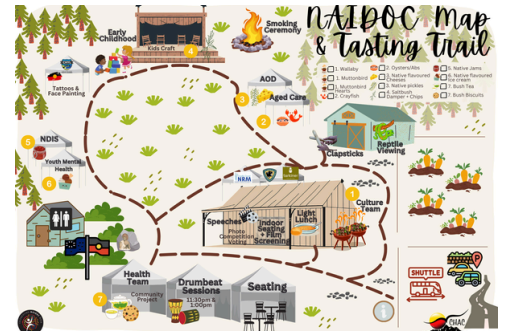 NAIDOC Map
& Tasting Trail
Early
Childhood
Kids Craft
4
Smoking
Ceremony
1. Wallaby
1. Muttonbird
1. Muttonbird
Hearts
2. Crayfish
2. Oysters/Abs
3. Native flavoured
Cheeses
3. Native pickles
4. Saltbush
Damper + Chips
5. Native Jams
6. Native flavoured
Ice cream
7. Bush Tea
7. Bush Biscuits
Tattoos &
Face Painting
AOD
3
Aged Care
2
Clapsticks
Reptile
Viewing
5
NDIS
Youth Mental
Health
6
NRM
1
Culture
Team
Speeches
Photo
Competition
Voting
Indoor
Seating
+ Film
Screening
Light
Lunch
Health
Team
7
Community
Project
Drumbeat
Sessions
11:30pm &
1:00pm
Seating
SHUTTLE
i
CHAC